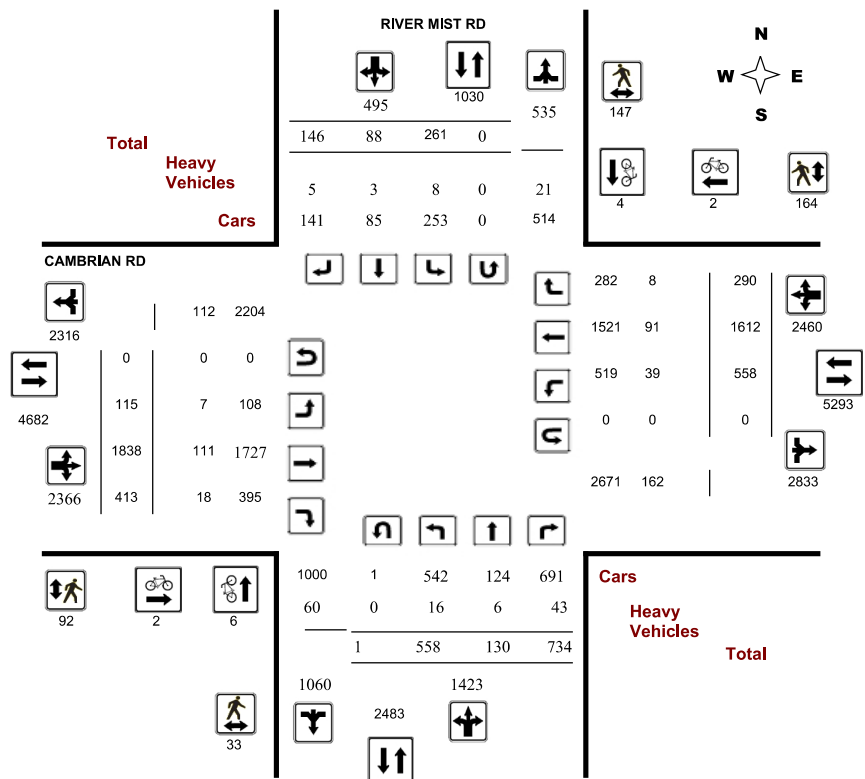 RIVER MIST RD
N
W E
S
495 1030 535 147
Total 146 88 261 0
Heavy
Vehicles
5 3 8 0 21
4 2 164
Cars 141 85 253 0 514
CAMBRIAN RD
2316 112 2204
282 8 290
2460
0 0 0
1521 91 1612
4682
115 7 108
519 39 558
5293
1838 111 1727
0 0 0
2366
413 18 395
2671 162 2833
1000 1 542 124 691 Cars
60 0 16 6 43 Heavy
Vehicles
92 2 6
1 558 130 734 Total
1060 1423
2483
33